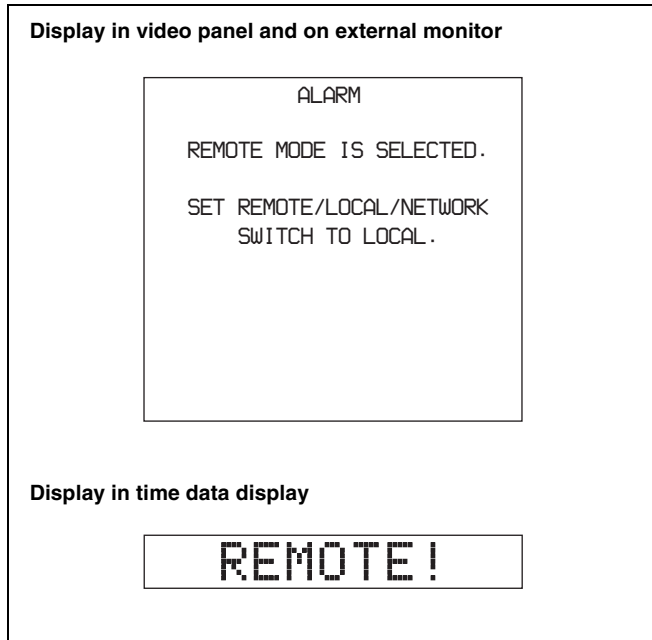 Display in video panel and on external monitor
ALARM
REMOTE MODE IS SELECTED.
SET REMOTE/LOCAL/NETWORK
SWITCH TO LOCAL.
Display in time data display
REMOTE!